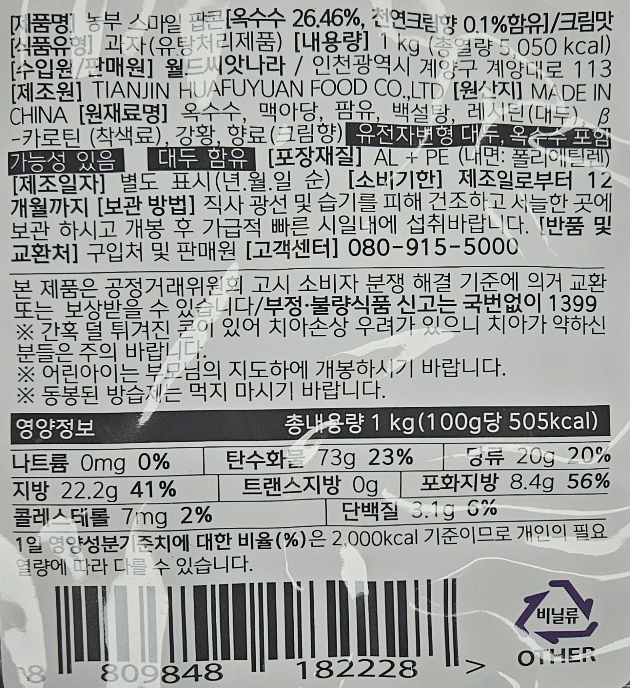 [제품명] 농부 스마일 팝콘[옥수수 26.46%, 천연크림향 0.1%함유]/크림맛
[식품유형] 과자(유탕처리제품) [내용량] 1 kg (총열량 5,050 kcal)
[수입원/판매원] 월드씨앗나라 / 인천광역시 계양구 계양대로 113
[제조원] TIANJIN HUAFUYUAN FOOD CO.,LTD [원산지] MADE IN
CHINA [원재료명] 옥수수, 맥아당, 팜유, 백설탕, 레시틴(대두), β
-카로틴 (착색료), 강황, 향료(크림향) 유전자변형 대두, 옥수수 포함
가능성 있음 대두 함유 [포장재질] AL + PE (내면: 폴리에틸렌)
[제조일자] 별도 표시(년.월.일 순) [소비기한] 제조일로부터 12
개월까지 [보관 방법] 직사 광선 및 습기를 피해 건조하고 서늘한 곳에
보관 하시고 개봉 후 가급적 빠른 시일내에 섭취바랍니다. [반품 및
교환처] 구입처 및 판매원 [고객센터] 080-915-5000
본 제품은 공정거래위원회 고시 소비자 분쟁 해결 기준에 의거 교환
또는 보상받을 수 있습니다/부정·불량식품 신고는 국번없이 1399
※ 간혹 덜 튀겨진 콘이 있어 치아손상 우려가 있으니 치아가 약하신
분들은 주의 바랍니다.
※ 어린아이는 부모님의 지도하에 개봉하시기 바랍니다.
※ 동봉된 방습제는 먹지 마시기 바랍니다.
영양정보 총내용량 1 kg(100g당 505kcal)
나트륨 0mg 0% 탄수화물 73g 23% 당류 20g 20%
지방 22.2g 41% 트랜스지방 0g 포화지방 8.4g 56%
콜레스테롤 7mg 2% 단백질 3.1g 6%
1일 영양성분기준치에 대한 비율(%)은 2,000kcal 기준이므로 개인의 필요
열량에 따라 다를 수 있습니다.
비닐류
OTHER
8 809848 182228 >